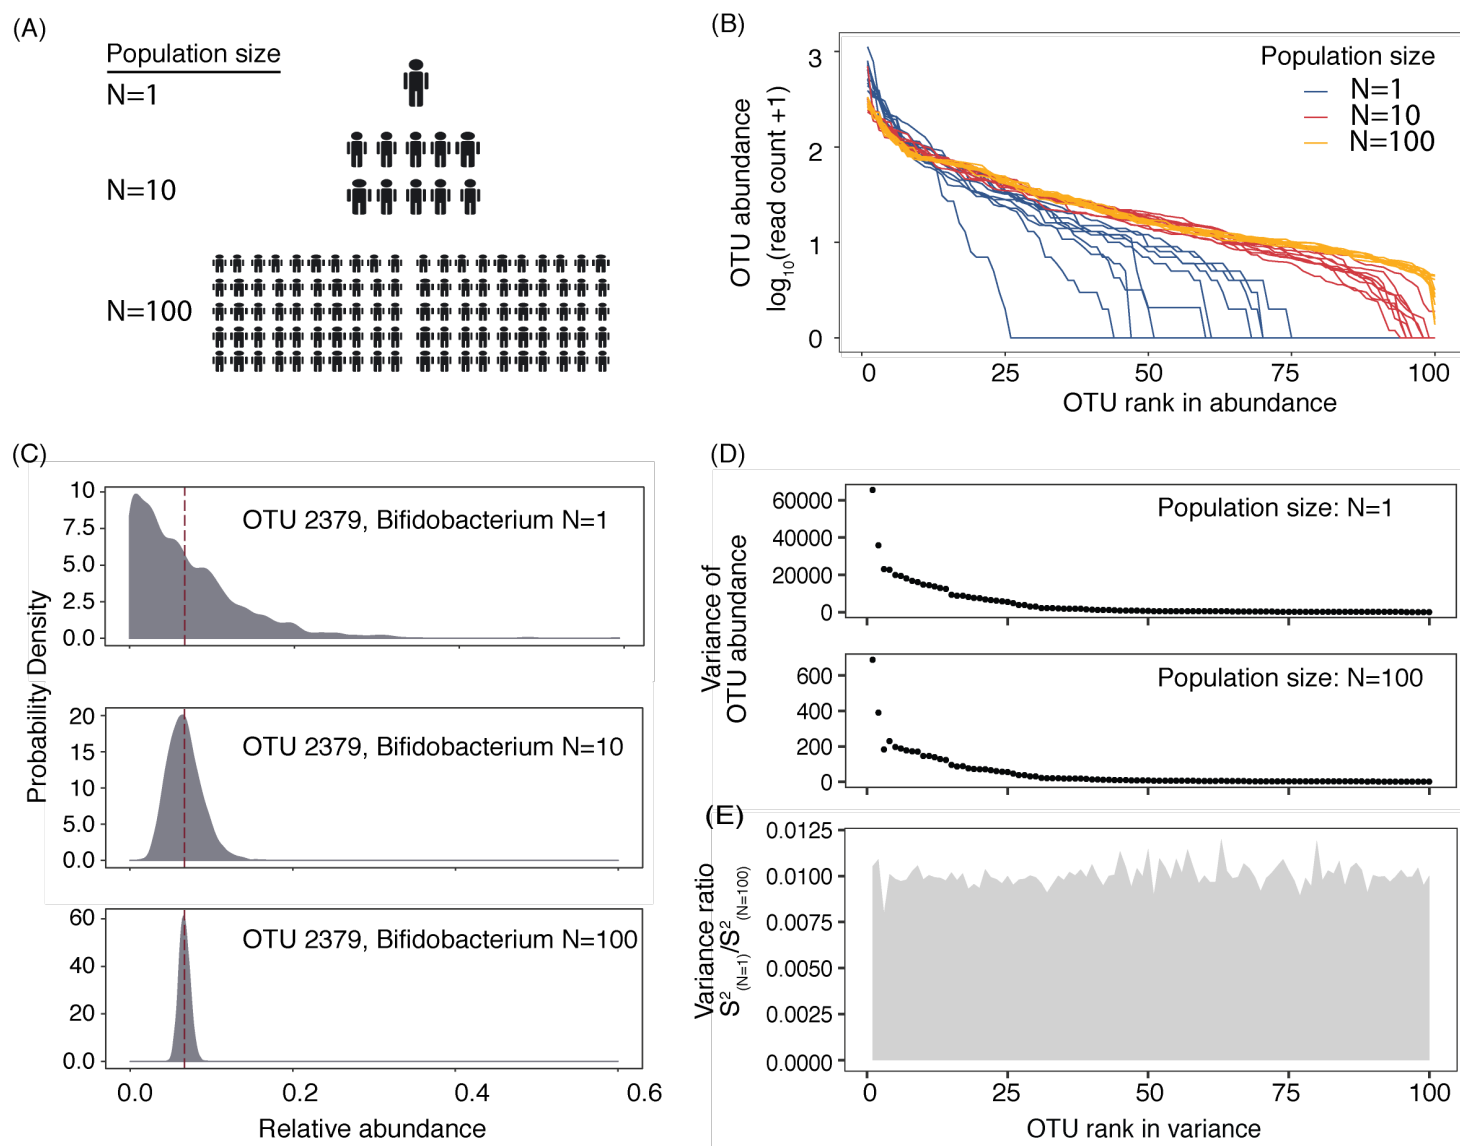 (A)
Population size
N=1
N=10
N=100
(B)
OTU abundance
log10(read count +1)
3
2
1
0
Population size
N=1
N=10
N=100
0 25 50 75 100
OTU rank in abundance
(C)
Probability Density
10
7.5
5.0
2.5
0.0
OTU 2379, Bifidobacterium N=1
20
15
10
5.0
0.0
OTU 2379, Bifidobacterium N=10
60
40
20
0.0
OTU 2379, Bifidobacterium N=100
0.0 0.2 0.4 0.6
Relative abundance
(D)
Variance of
OTU abundance
60000
40000
20000
0
Population size: N=1
600
400
200
0
Population size: N=100
(E)
Variance ratio
S²(N=1)/S²(N=100)
0.0125
0.0100
0.0075
0.0050
0.0025
0.0000
0 25 50 75 100
OTU rank in variance